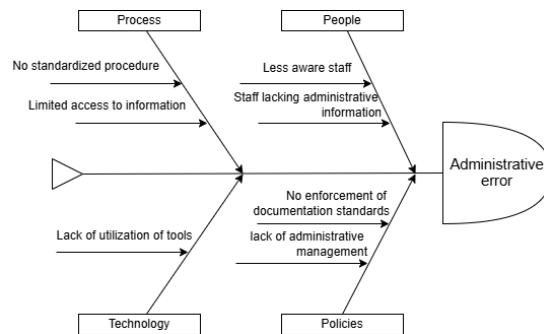 Process
People
No standardized procedure
Less aware staff
Limited access to information
Staff lacking administrative
information
Administrative
error
No enforcement of
documentation standards
Lack of utilization of tools
lack of administrative
management
Technology
Policies